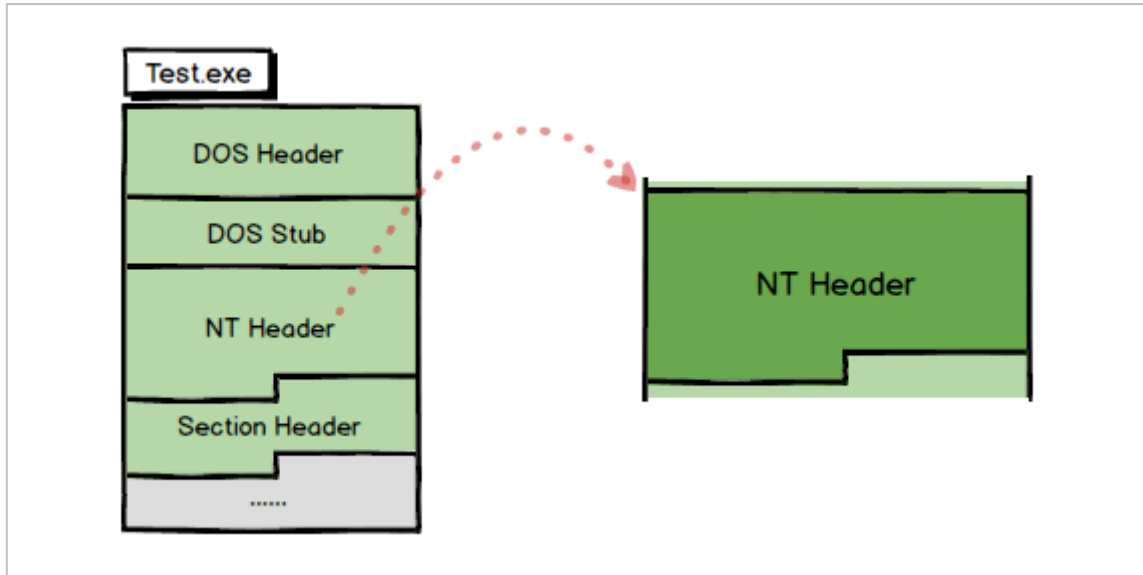 Test.exe
DOS Header
DOS Stub
NT Header
Section Header
......
NT Header